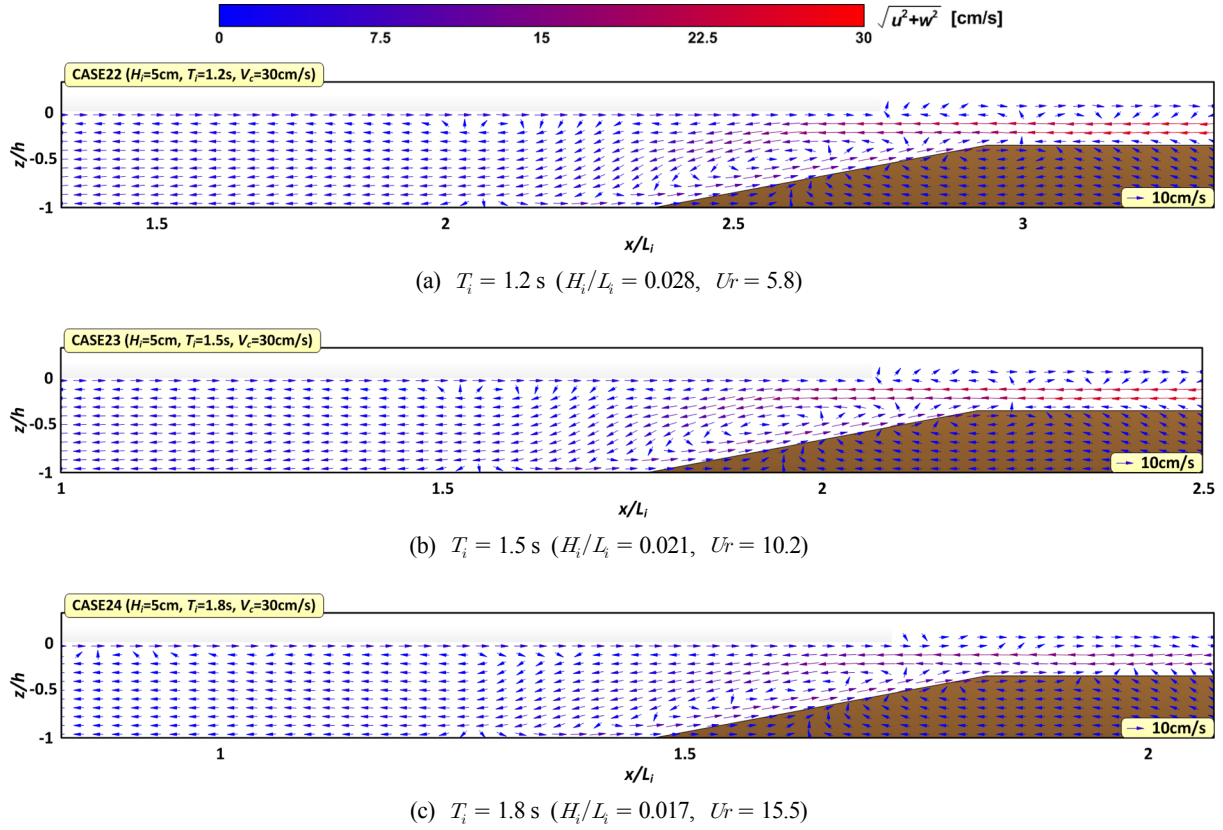 √u²+w² [cm/s]
0 7.5 15 22.5 30
CASE22 (Hᵢ=5cm, Tᵢ=1.2s, V꜀=30cm/s)
0
-0.5
-1
z/h
10cm/s
1.5 2 2.5 3
x/Lᵢ
(a) Tᵢ = 1.2 s (Hᵢ/Lᵢ = 0.028, Ur = 5.8)
CASE23 (Hᵢ=5cm, Tᵢ=1.5s, V꜀=30cm/s)
0
-0.5
-1
z/h
10cm/s
1 1.5 2 2.5
x/Lᵢ
(b) Tᵢ = 1.5 s (Hᵢ/Lᵢ = 0.021, Ur = 10.2)
CASE24 (Hᵢ=5cm, Tᵢ=1.8s, V꜀=30cm/s)
0
-0.5
-1
z/h
10cm/s
1 1.5 2
x/Lᵢ
(c) Tᵢ = 1.8 s (Hᵢ/Lᵢ = 0.017, Ur = 15.5)